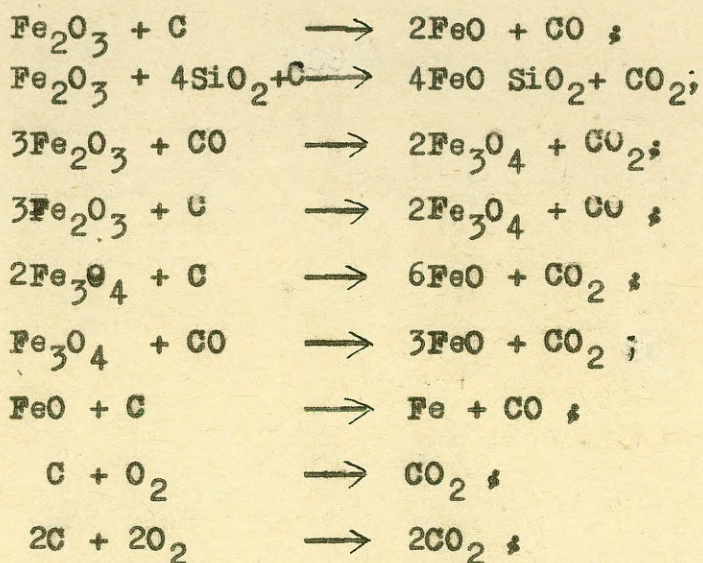 Fe₂O₃ + C ⟶ 2FeO + CO ;
Fe₂O₃ + 4SiO₂+C ⟶ 4FeO SiO₂+ CO₂;
3Fe₂O₃ + CO ⟶ 2Fe₃O₄ + CO₂;
3Fe₂O₃ + C ⟶ 2Fe₃O₄ + CO ;
2Fe₃O₄ + C ⟶ 6FeO + CO₂ ;
Fe₃O₄ + CO ⟶ 3FeO + CO₂ ;
FeO + C ⟶ Fe + CO ;
C + O₂ ⟶ CO₂ ;
2C + 2O₂ ⟶ 2CO₂ ;